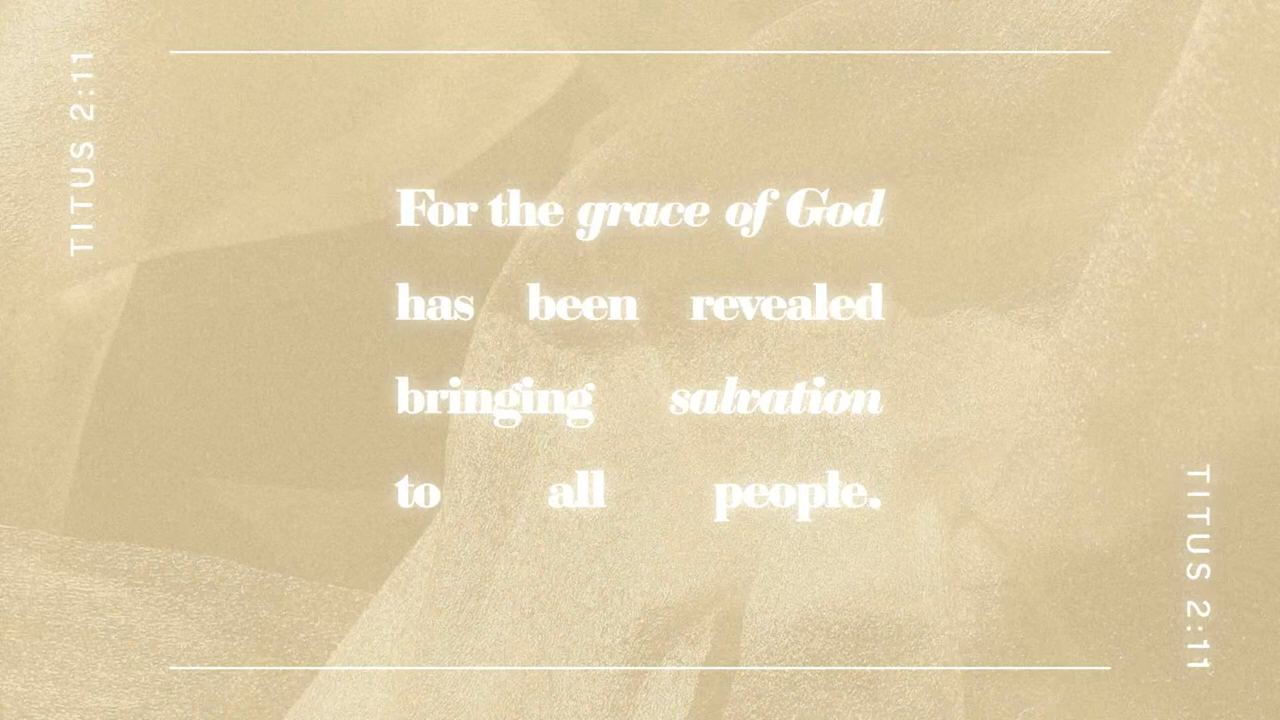 TITUS 2:11
For the grace of God
has been revealed
bringing salvation
to all people.
TITUS 2:11